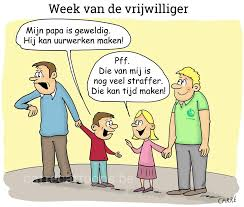 Week van de vrijwilliger
Mijn papa is geweldig.
Hij kan uurwerken maken!
Pff.
Die van mij is
nog veel straffer.
Die kan tijd maken!
CARRÉ